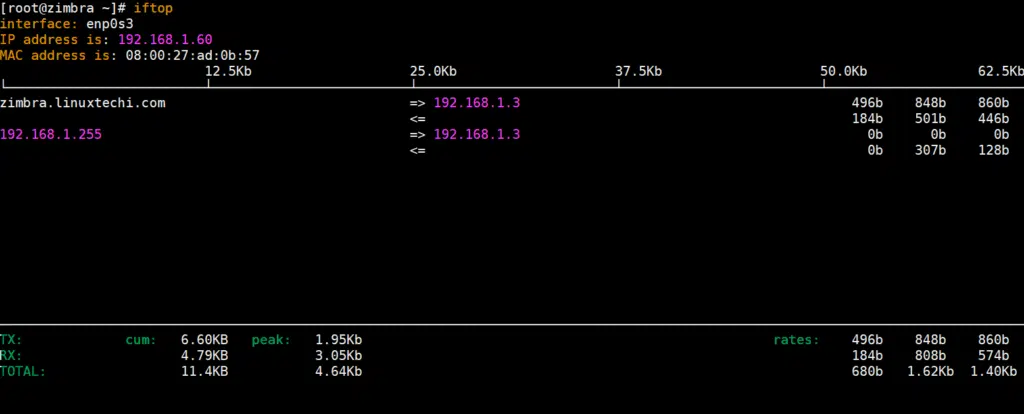 [root@zimbra ~]# iftop
interface: enp0s3
IP address is: 192.168.1.60
MAC address is: 08:00:27:ad:0b:57
12.5Kb 25.0Kb 37.5Kb 50.0Kb 62.5Kb
zimbra.linuxtechi.com => 192.168.1.3 496b 848b 860b
<= 184b 501b 446b
192.168.1.255 => 192.168.1.3 0b 0b 0b
<= 0b 307b 128b
TX: cum: 6.60KB peak: 1.95Kb rates: 496b 848b 860b
RX: 4.79KB 3.05Kb 184b 808b 574b
TOTAL: 11.4KB 4.64Kb 680b 1.62Kb 1.40Kb